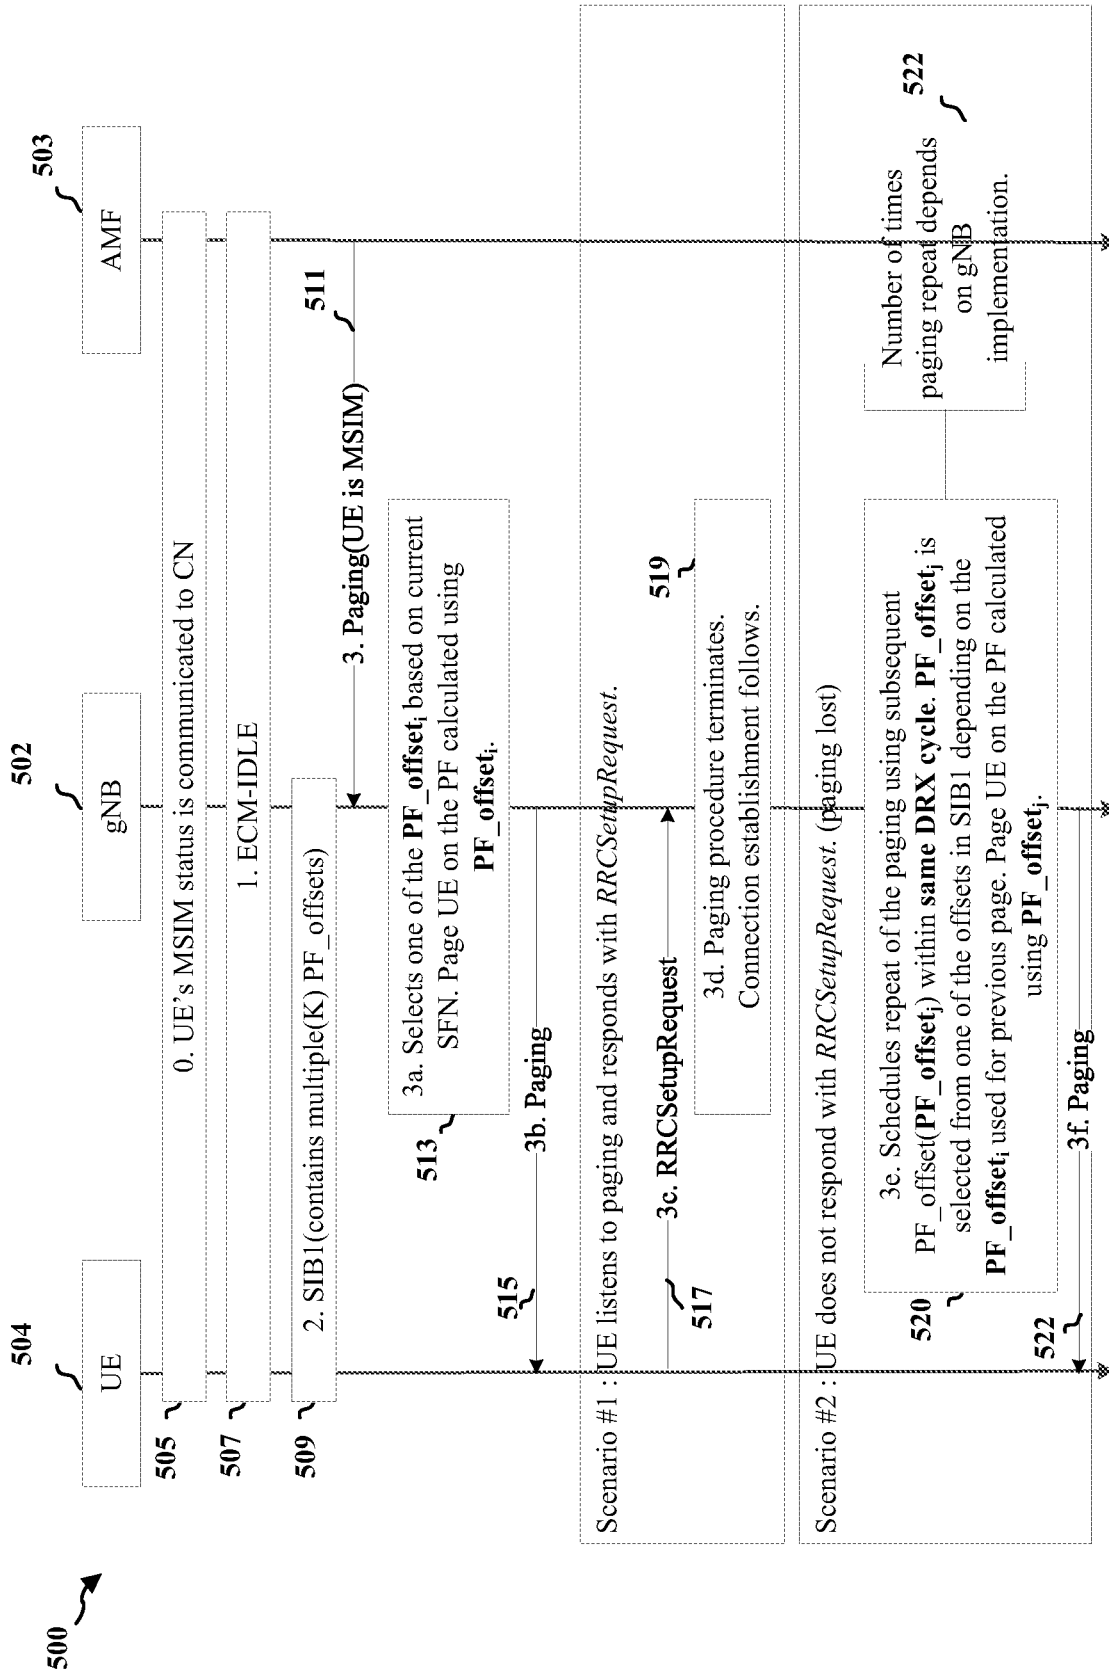 500
504
502
503
UE
gNB
AMF
505
0. UE's MSIM status is communicated to CN
507
1. ECM-IDLE
509
2. SIB1(contains multiple(K) PF_offsets)
3. Paging(UE is MSIM)
511
3a. Selects one of the PF_offseti based on current
SFN. Page UE on the PF calculated using
PF_offseti.
513
3b. Paging
515
Scenario #1 : UE listens to paging and responds with RRCSetupRequest.
3c. RRCSetupRequest
517
519
3d. Paging procedure terminates.
Connection establishment follows.
Scenario #2 : UE does not respond with RRCSetupRequest. (paging lost)
3e. Schedules repeat of the paging using subsequent
PF_offset(PF_offsetj) within same DRX cycle. PF_offsetj is
selected from one of the offsets in SIB1 depending on the
PF_offseti used for previous page. Page UE on the PF calculated
using PF_offsetj.
520
Number of times
paging repeat depends
on gNB
implementation.
522
3f. Paging
522